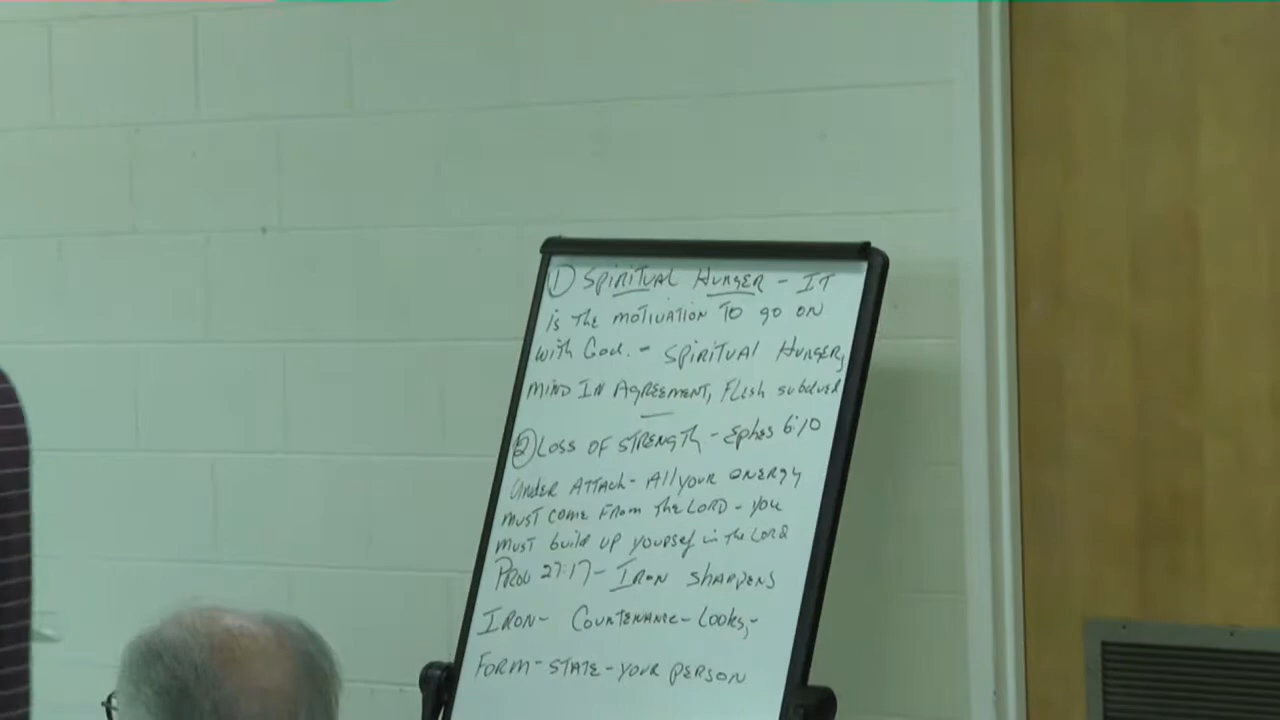 ① Spiritual Hunger - It
is the motivation to go on
with God. - Spiritual Hunger,
Mind In Agreement, Flesh subdued
② Loss of strength - Ephes 6:10
Under Attack - All your energy
must come from the Lord - you
must build up yourself in the Lord
Prov 27:17 - Iron sharpens
Iron - Countenance - Looks, -
Form - State - your person